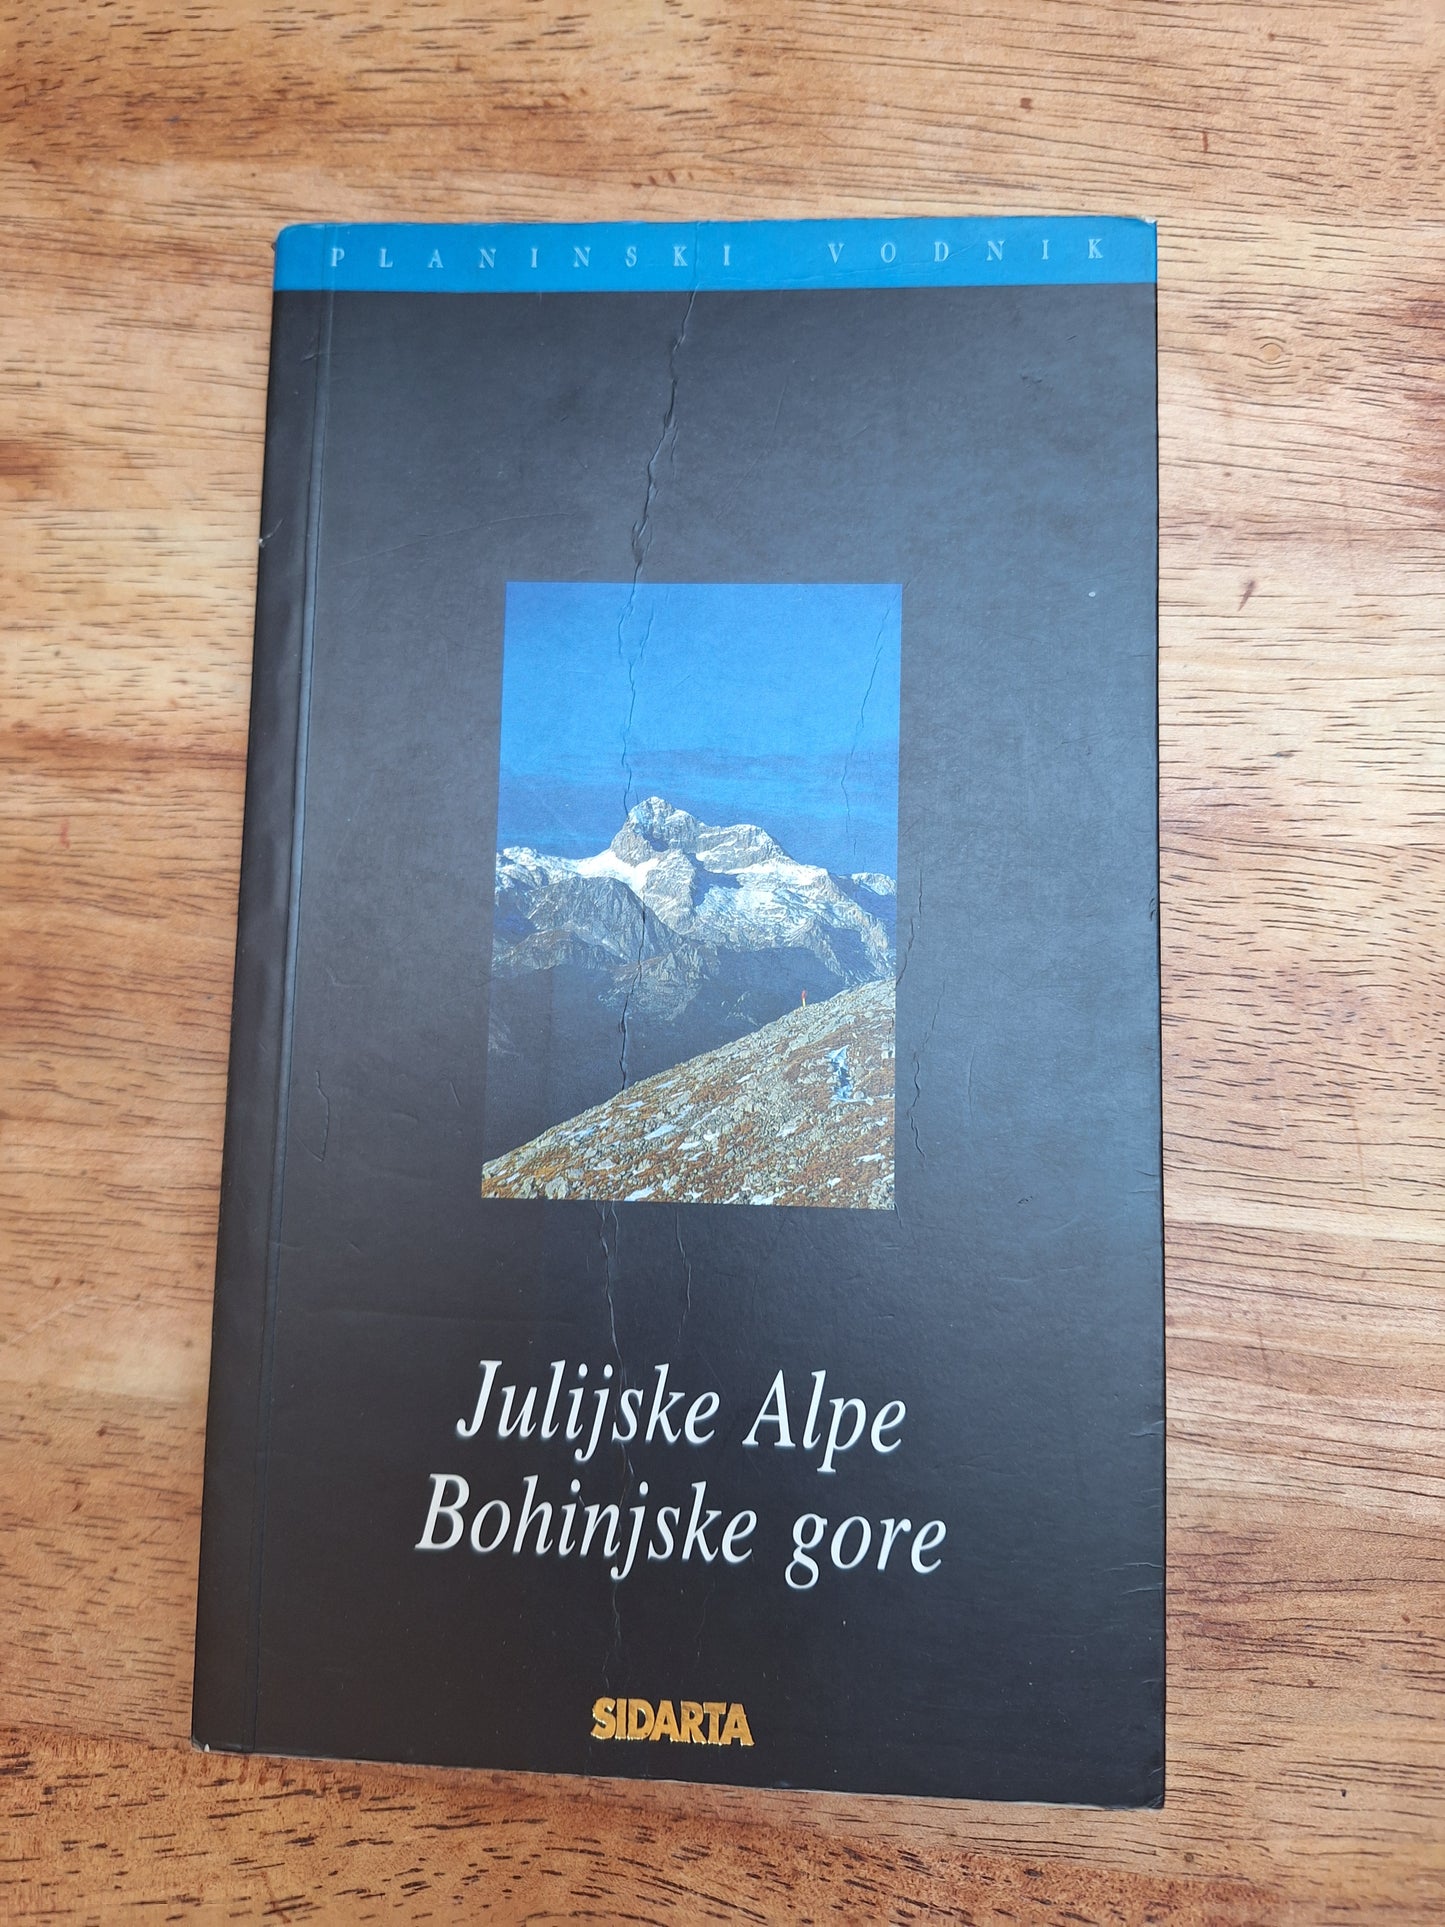 PLANINSKI VODNIK
Julijske Alpe
Bohinjske gore
SIDARTA